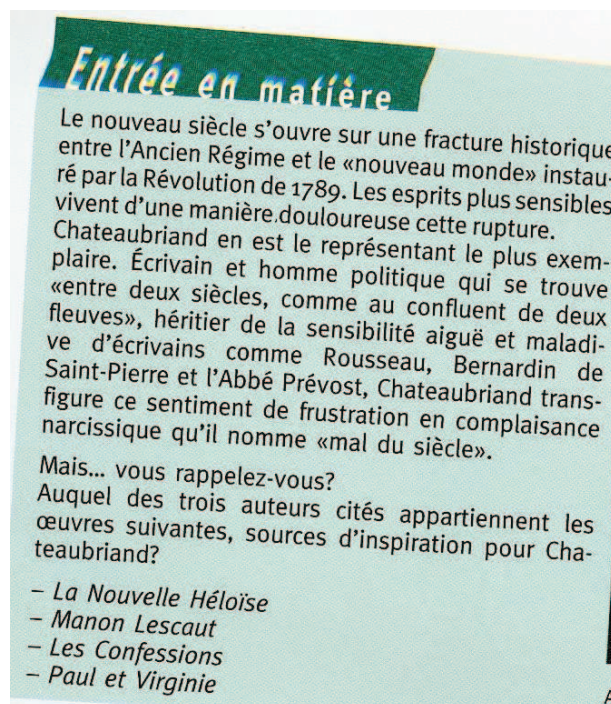 Entrée en matière
Le nouveau siècle s'ouvre sur une fracture historique
entre l'Ancien Régime et le «nouveau monde» instau-
ré par la Révolution de 1789. Les esprits plus sensibles
vivent d'une manière.douloureuse cette rupture.
Chateaubriand en est le représentant le plus exem-
plaire. Écrivain et homme politique qui se trouve
«entre deux siècles, comme au confluent de deux
fleuves», héritier de la sensibilité aiguë et maladi-
ve d'écrivains comme Rousseau, Bernardin de
Saint-Pierre et l'Abbé Prévost, Chateaubriand trans-
figure ce sentiment de frustration en complaisance
narcissique qu'il nomme «mal du siècle».
Mais... vous rappelez-vous?
Auquel des trois auteurs cités appartiennent les
œuvres suivantes, sources d'inspiration pour Cha-
teaubriand?
– La Nouvelle Héloïse
– Manon Lescaut
– Les Confessions
– Paul et Virginie